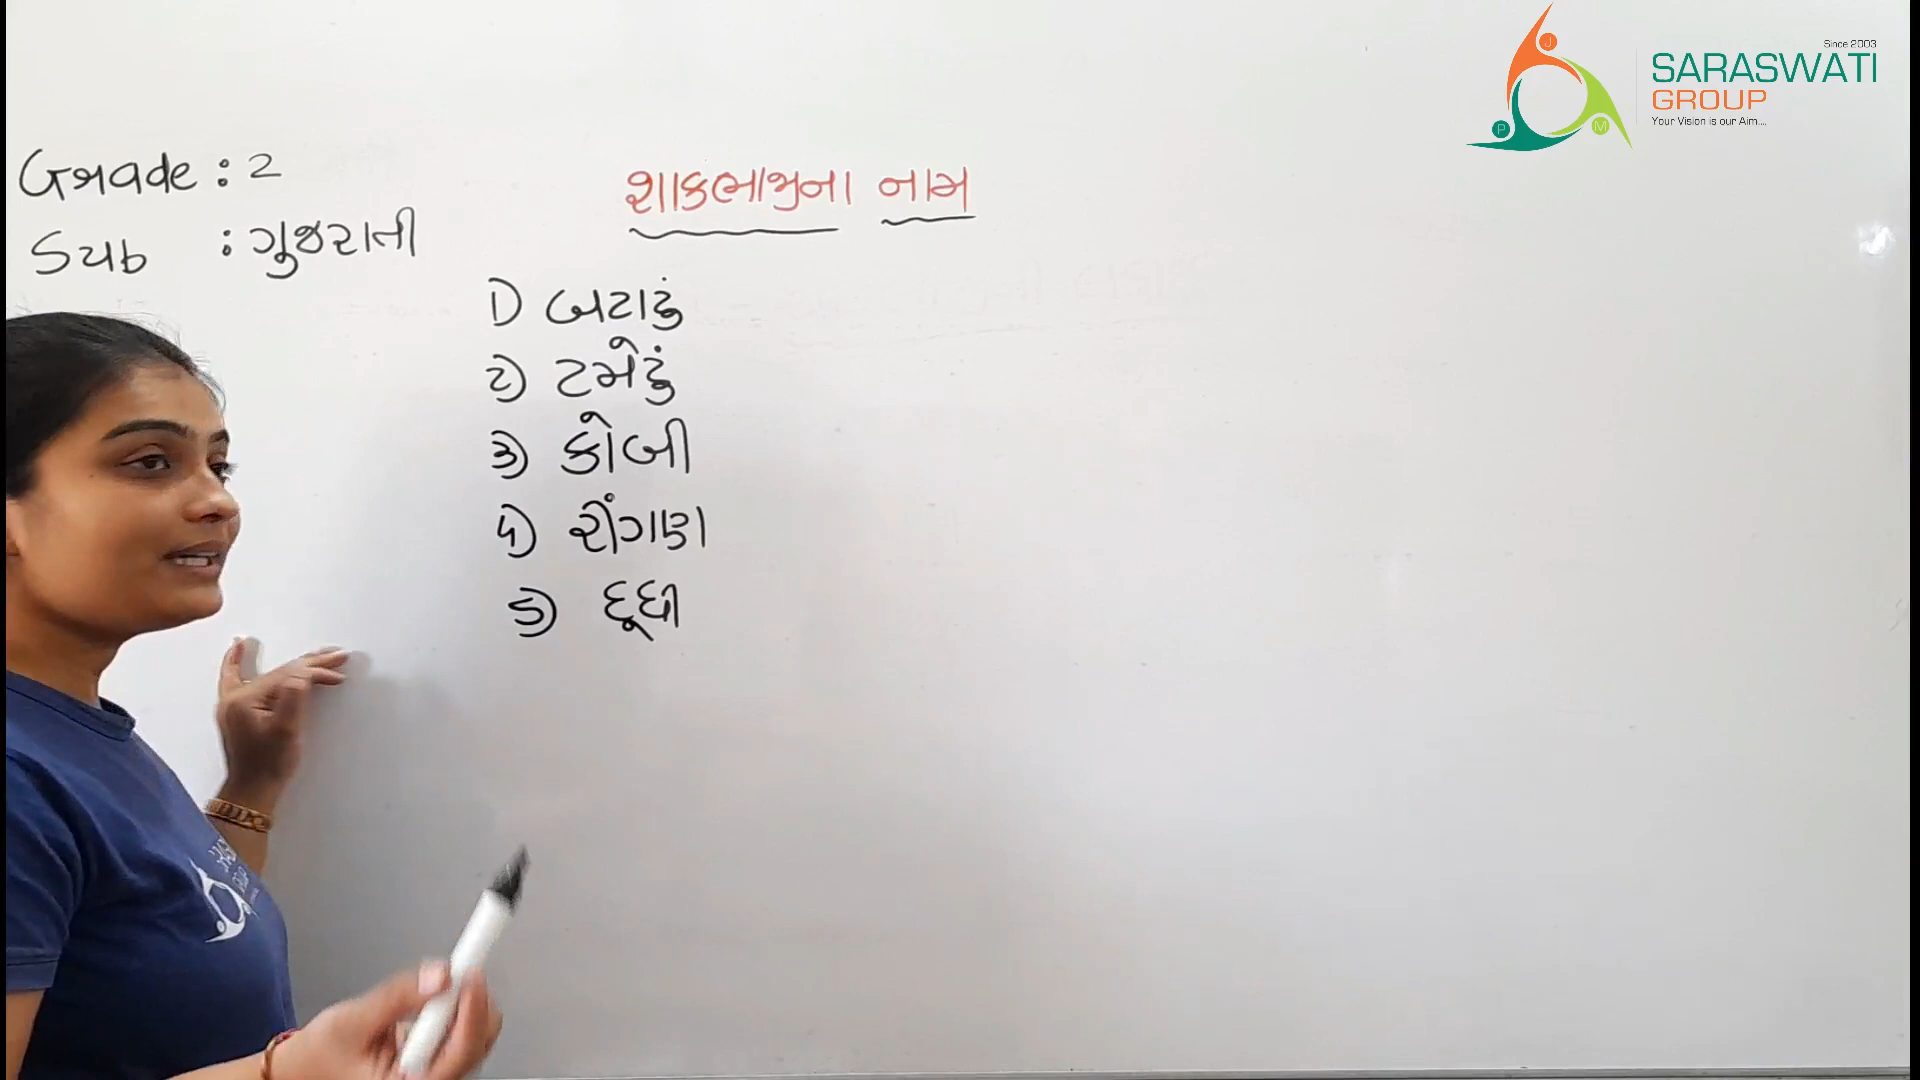 Since 2003
SARASWATI
GROUP
Your Vision is our Aim....
J
P
M
Grade : 2
Sub : ગુજરાતી
શાકભાજીના નામ
1) બટાટું
2) ટમેટું
3) કોબી
4) રીંગણ
5) દૂધી